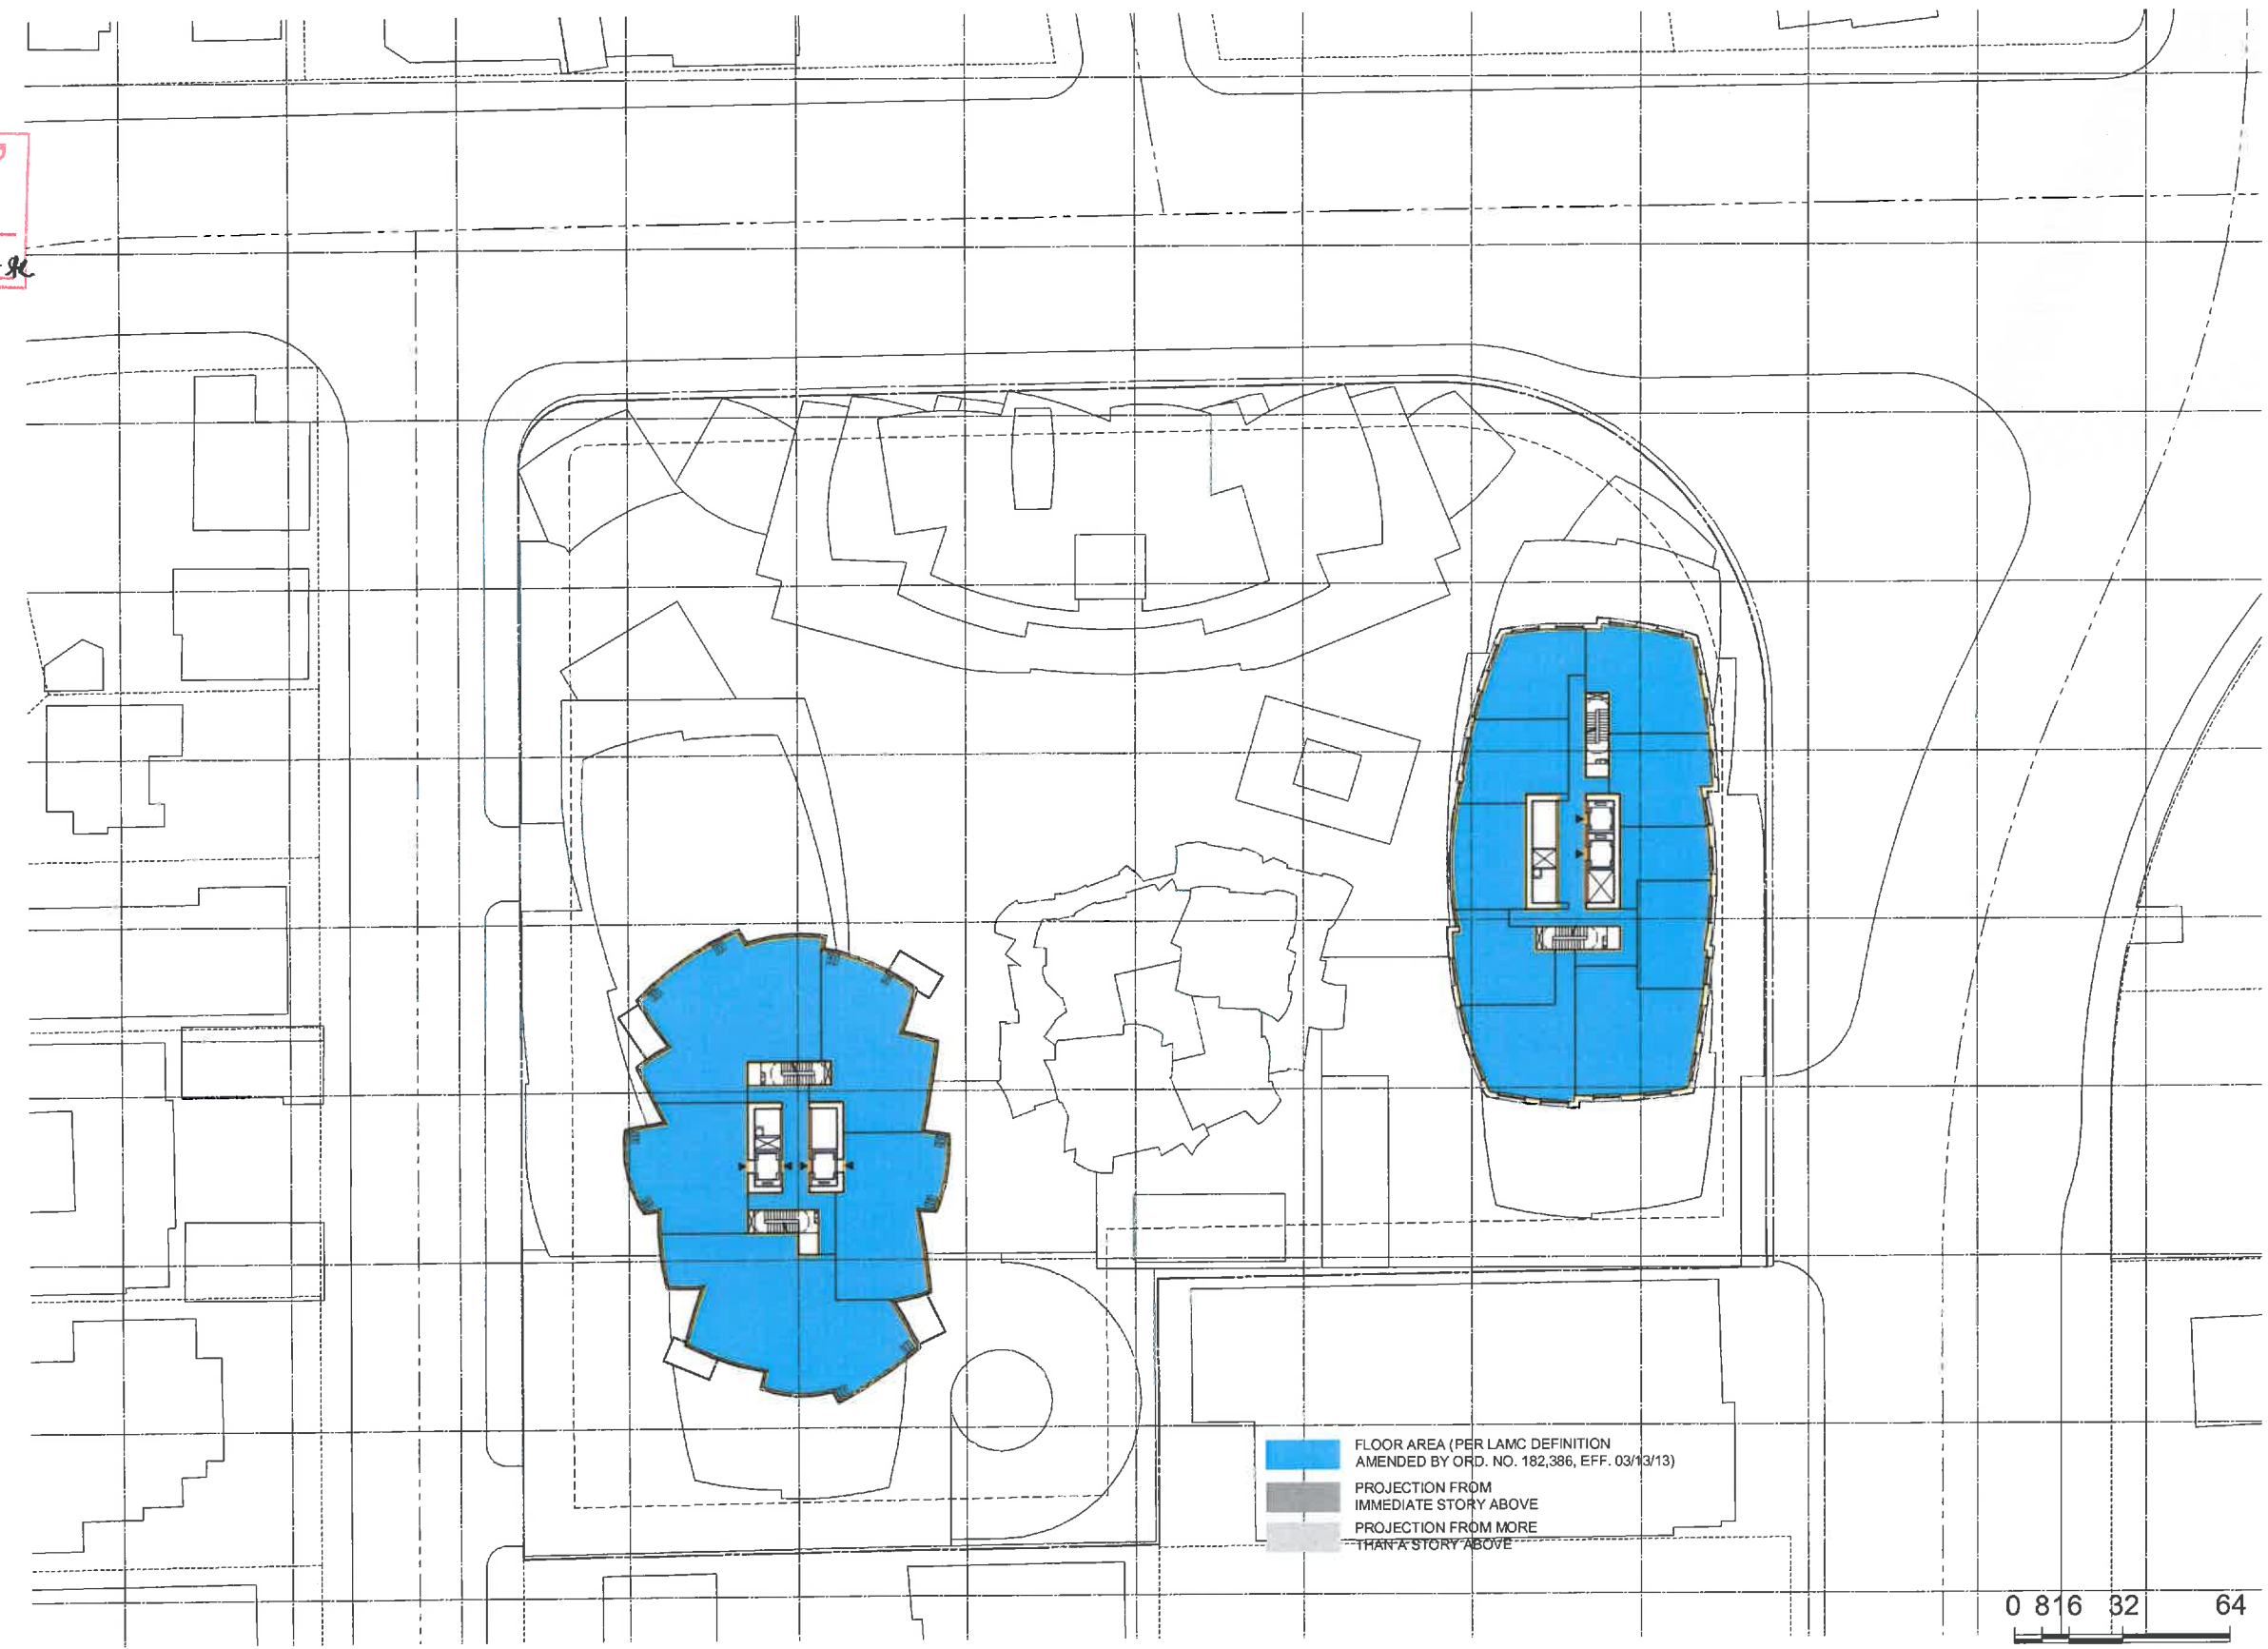 FLOOR AREA (PER LAMC DEFINITION
AMENDED BY ORD. NO. 182,386, EFF. 03/13/13)
PROJECTION FROM
IMMEDIATE STORY ABOVE
PROJECTION FROM MORE
THAN A STORY ABOVE
0 8 16 32 64